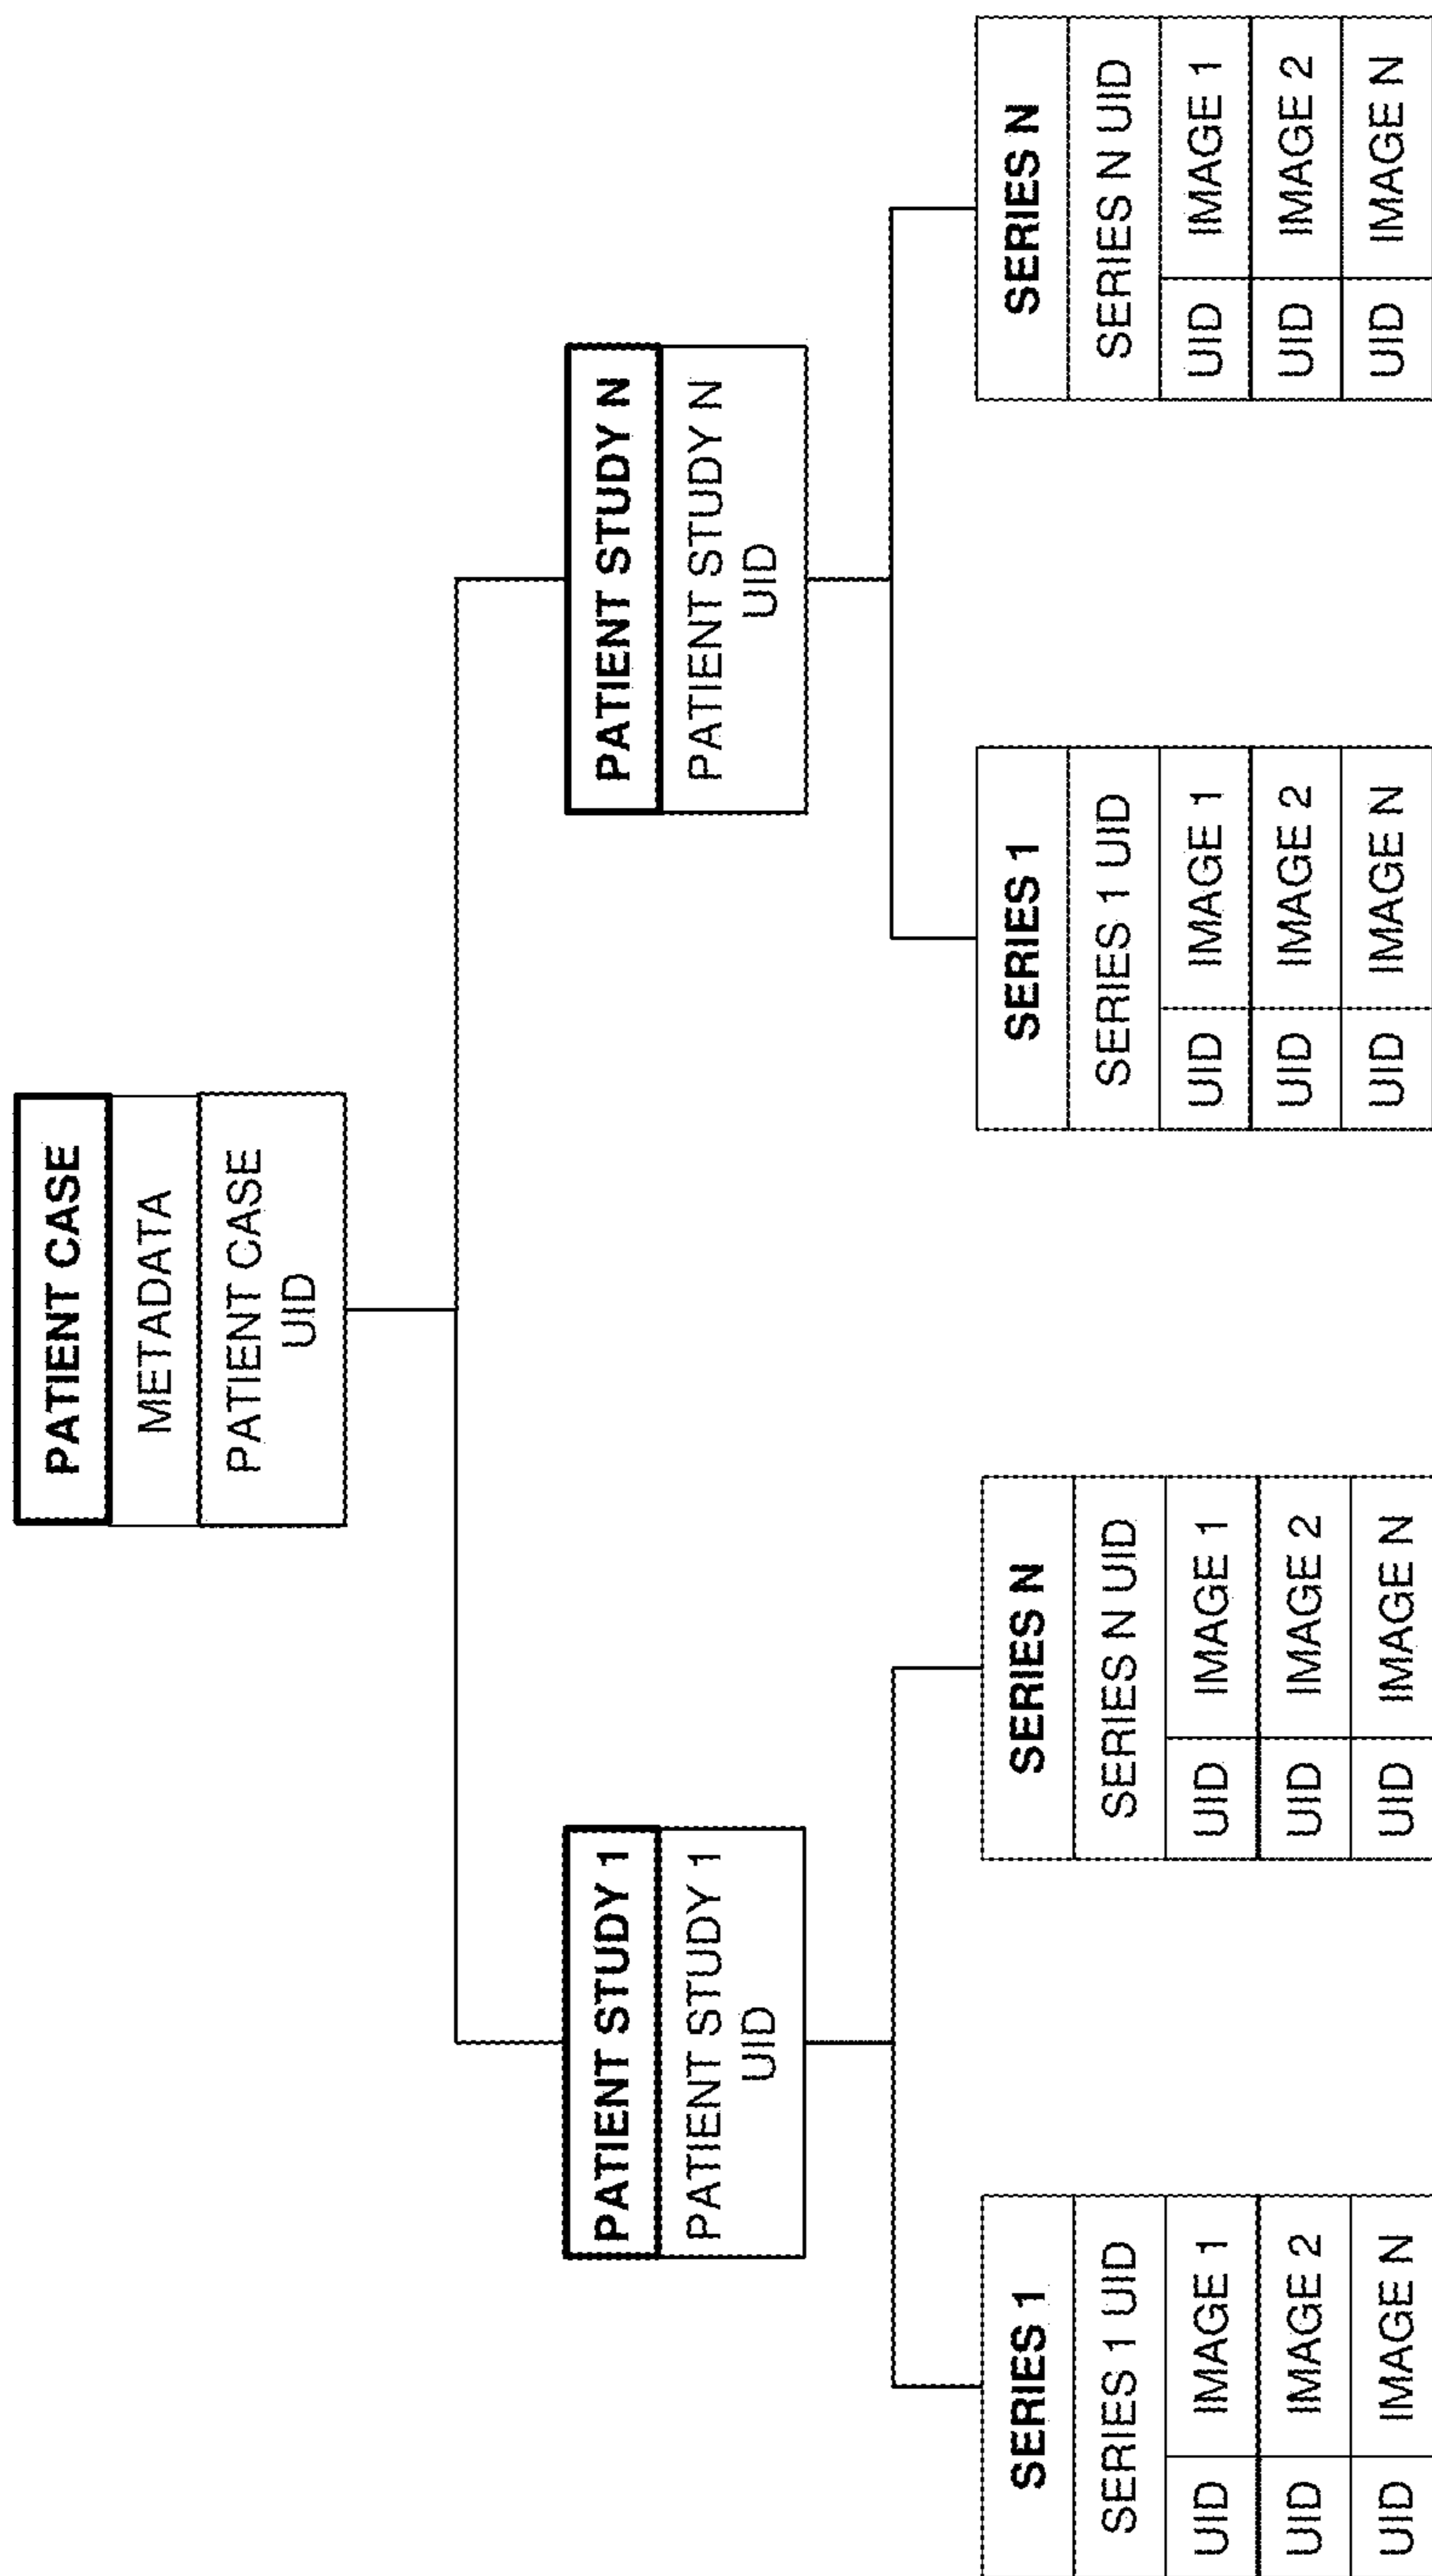 PATIENT CASE
METADATA
PATIENT CASE
UID
PATIENT STUDY 1
PATIENT STUDY 1
UID
PATIENT STUDY N
PATIENT STUDY N
UID
SERIES 1
SERIES 1 UID
UID IMAGE 1
UID IMAGE 2
UID IMAGE N
SERIES N
SERIES N UID
UID IMAGE 1
UID IMAGE 2
UID IMAGE N
SERIES 1
SERIES 1 UID
UID IMAGE 1
UID IMAGE 2
UID IMAGE N
SERIES N
SERIES N UID
UID IMAGE 1
UID IMAGE 2
UID IMAGE N